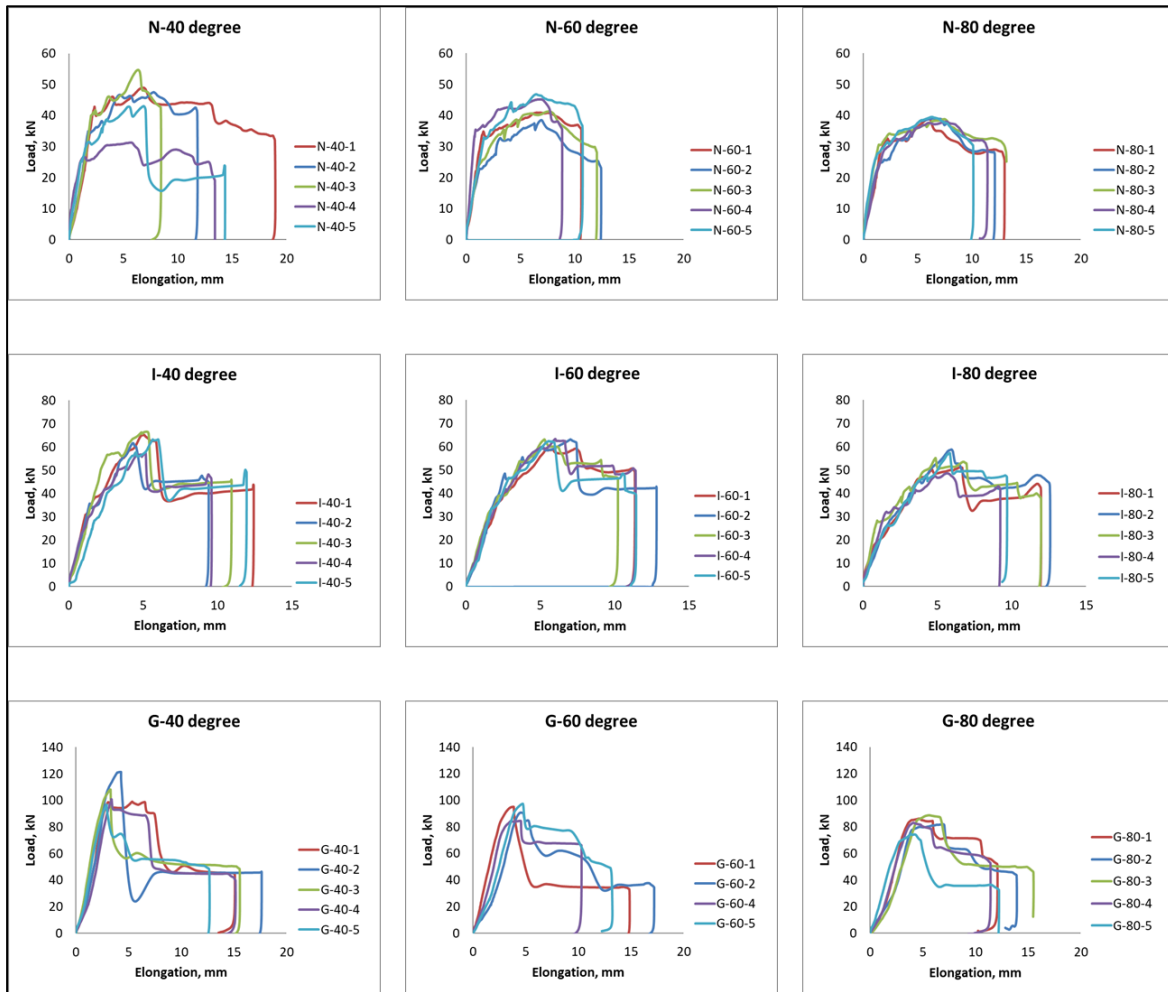 N-40 degree
60
50
40
30
20
10
0
Load, kN
0 5 10 15 20
Elongation, mm
N-40-1
N-40-2
N-40-3
N-40-4
N-40-5
N-60 degree
60
50
40
30
20
10
0
Load, kN
0 5 10 15 20
Elongation, mm
N-60-1
N-60-2
N-60-3
N-60-4
N-60-5
N-80 degree
60
50
40
30
20
10
0
Load, kN
0 5 10 15 20
Elongation, mm
N-80-1
N-80-2
N-80-3
N-80-4
N-80-5
I-40 degree
80
70
60
50
40
30
20
10
0
Load, kN
0 5 10 15
Elongation, mm
I-40-1
I-40-2
I-40-3
I-40-4
I-40-5
I-60 degree
80
70
60
50
40
30
20
10
0
Load, kN
0 5 10 15
Elongation, mm
I-60-1
I-60-2
I-60-3
I-60-4
I-60-5
I-80 degree
80
70
60
50
40
30
20
10
0
Load, kN
0 5 10 15
Elongation, mm
I-80-1
I-80-2
I-80-3
I-80-4
I-80-5
G-40 degree
140
120
100
80
60
40
20
0
Load, kN
0 5 10 15 20
Elongation, mm
G-40-1
G-40-2
G-40-3
G-40-4
G-40-5
G-60 degree
140
120
100
80
60
40
20
0
Load, kN
0 5 10 15 20
Elongation, mm
G-60-1
G-60-2
G-60-4
G-60-5
G-80 degree
140
120
100
80
60
40
20
0
Load, kN
0 5 10 15 20
Elongation, mm
G-80-1
G-80-2
G-80-3
G-80-4
G-80-5